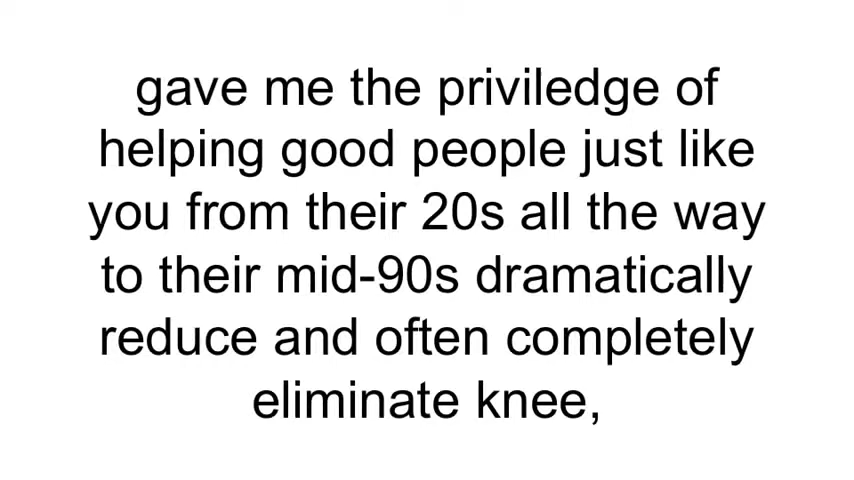 gave me the priviledge of
helping good people just like
you from their 20s all the way
to their mid-90s dramatically
reduce and often completely
eliminate knee,